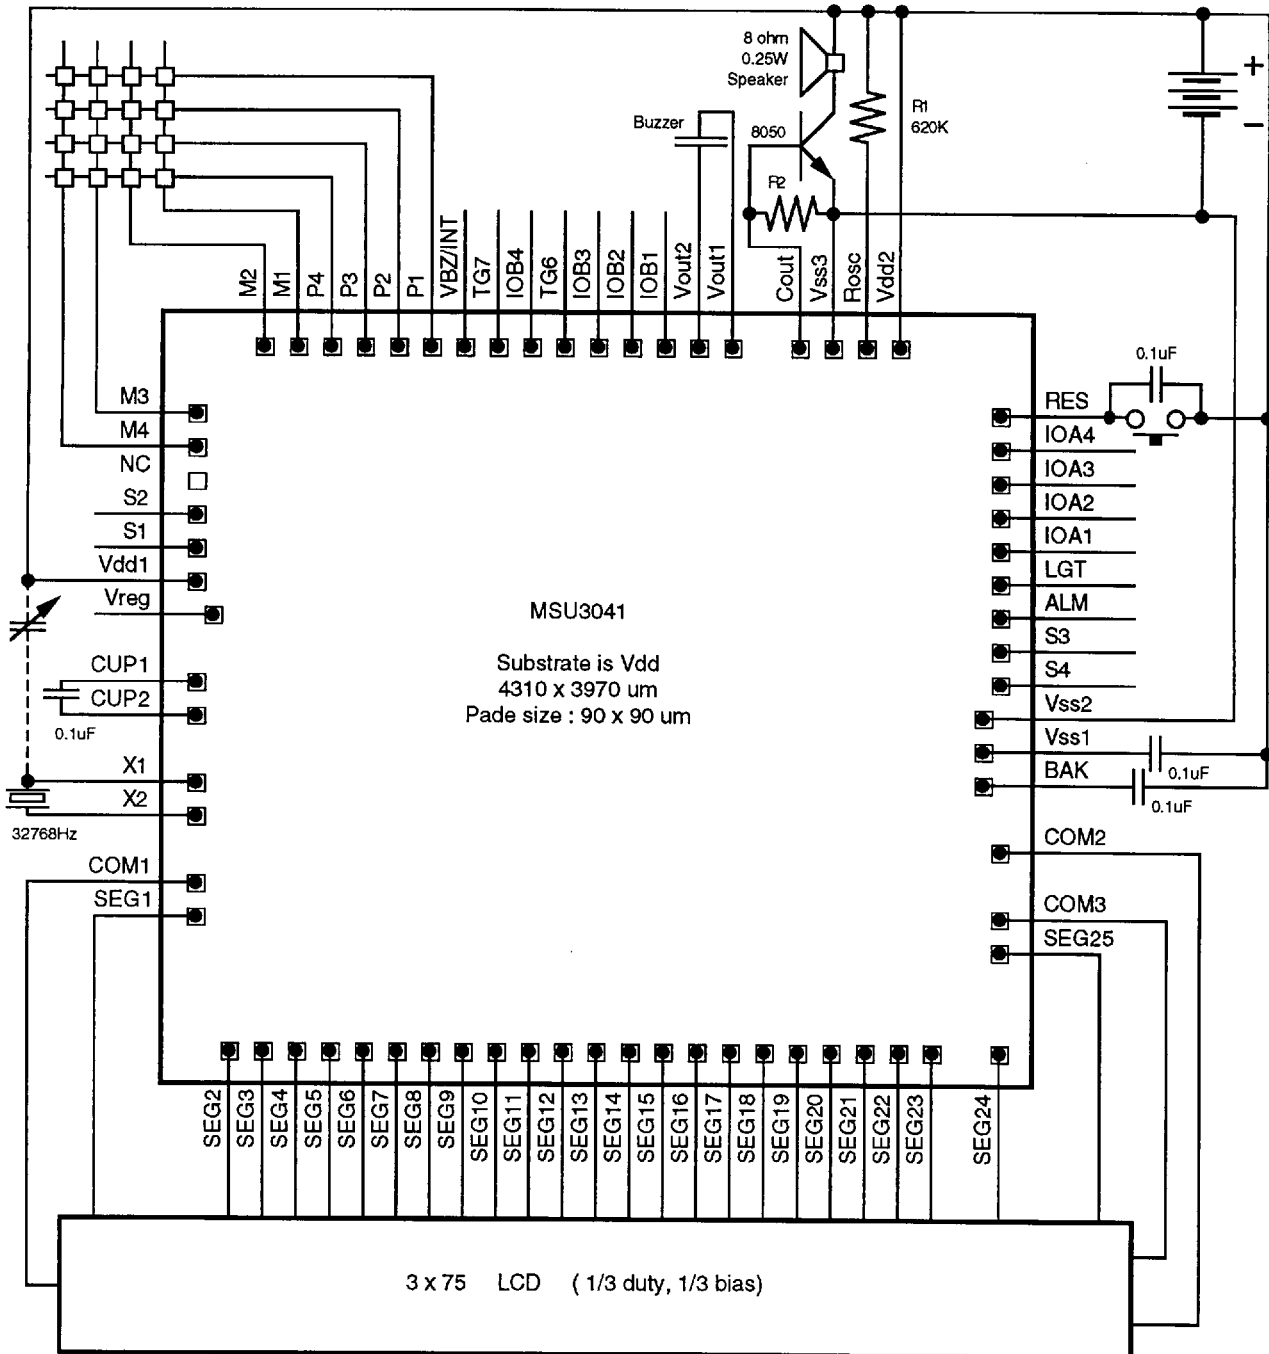 8 ohm
0.25W
Speaker
+
−
R1
620K
Buzzer
8050
R2
M2
M1
P4
P3
P2
P1
VBZ/INT
TG7
IOB4
TG6
IOB3
IOB2
IOB1
Vout2
Vout1
Cout
Vss3
Rosc
Vdd2
M3
M4
NC
S2
S1
Vdd1
Vreg
CUP1
CUP2
0.1uF
X1
X2
32768Hz
COM1
SEG1
MSU3041
Substrate is Vdd
4310 x 3970 um
Pade size : 90 x 90 um
0.1uF
RES
IOA4
IOA3
IOA2
IOA1
LGT
ALM
S3
S4
Vss2
Vss1
0.1uF
BAK
0.1uF
COM2
COM3
SEG25
SEG2
SEG3
SEG4
SEG5
SEG6
SEG7
SEG8
SEG9
SEG10
SEG11
SEG12
SEG13
SEG14
SEG15
SEG16
SEG17
SEG18
SEG19
SEG20
SEG21
SEG22
SEG23
SEG24
3 x 75 LCD ( 1/3 duty, 1/3 bias)